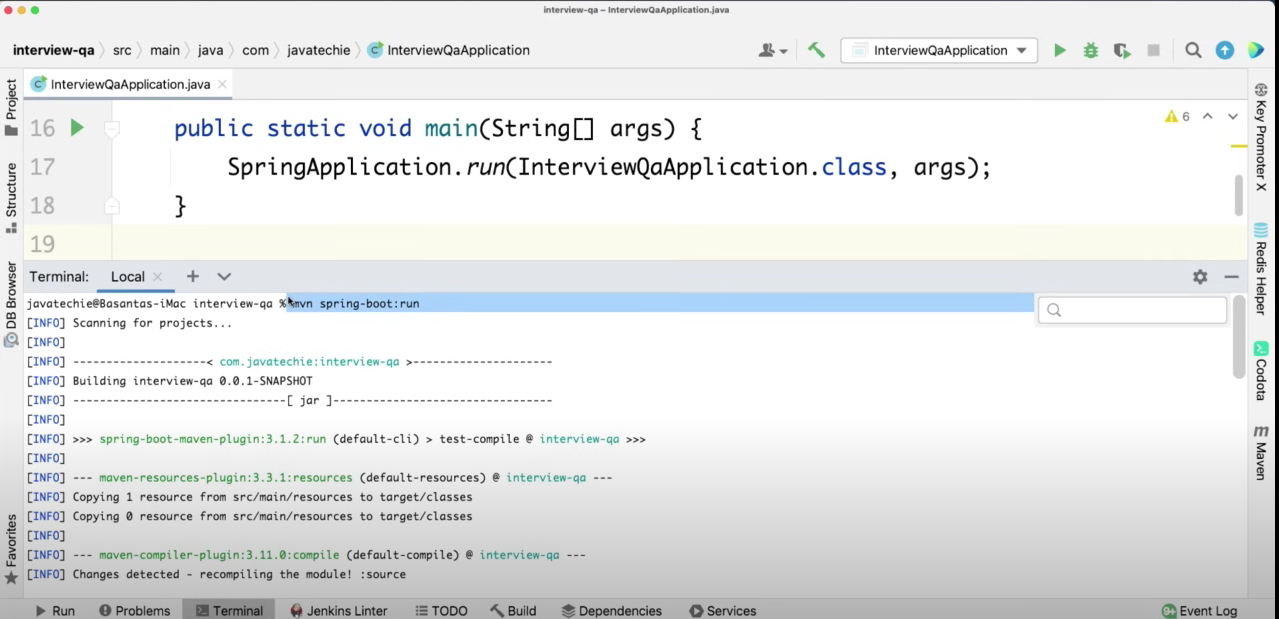 interview-qa – InterviewQaApplication.java
interview-qa src main java com javatechie InterviewQaApplication
InterviewQaApplication
InterviewQaApplication.java
Project
Structure
DB Browser
Favorites
16 public static void main(String[] args) {
17 SpringApplication.run(InterviewQaApplication.class, args);
18 }
19
6
Key Promoter X
Redis Helper
Codota
Maven
Terminal: Local
javatechie@Basantas-iMac interview-qa % mvn spring-boot:run
[INFO] Scanning for projects...
[INFO]
[INFO] --------------------< com.javatechie:interview-qa >---------------------
[INFO] Building interview-qa 0.0.1-SNAPSHOT
[INFO] --------------------------------[ jar ]---------------------------------
[INFO]
[INFO] >>> spring-boot-maven-plugin:3.1.2:run (default-cli) > test-compile @ interview-qa >>>
[INFO]
[INFO] --- maven-resources-plugin:3.3.1:resources (default-resources) @ interview-qa ---
[INFO] Copying 1 resource from src/main/resources to target/classes
[INFO] Copying 0 resource from src/main/resources to target/classes
[INFO]
[INFO] --- maven-compiler-plugin:3.11.0:compile (default-compile) @ interview-qa ---
[INFO] Changes detected - recompiling the module! :source
Run Problems Terminal Jenkins Linter TODO Build Dependencies Services 9+ Event Log